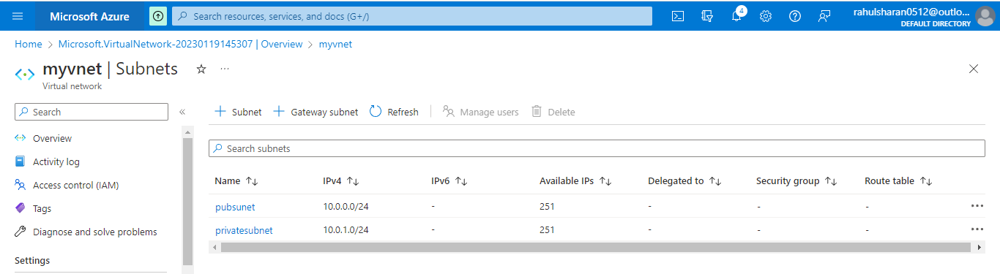 Microsoft Azure
Search resources, services, and docs (G+/)
4
rahulsharan0512@outlo...
DEFAULT DIRECTORY
Home > Microsoft.VirtualNetwork-20230119145307 | Overview > myvnet
myvnet | Subnets
Virtual network
Search
Subnet
Gateway subnet
Refresh
Manage users
Delete
Overview
Activity log
Access control (IAM)
Tags
Diagnose and solve problems
Settings
Search subnets
Name IPv4 IPv6 Available IPs Delegated to Security group Route table
pubsunet 10.0.0.0/24 - 251 - - -
privatesubnet 10.0.1.0/24 - 251 - - -